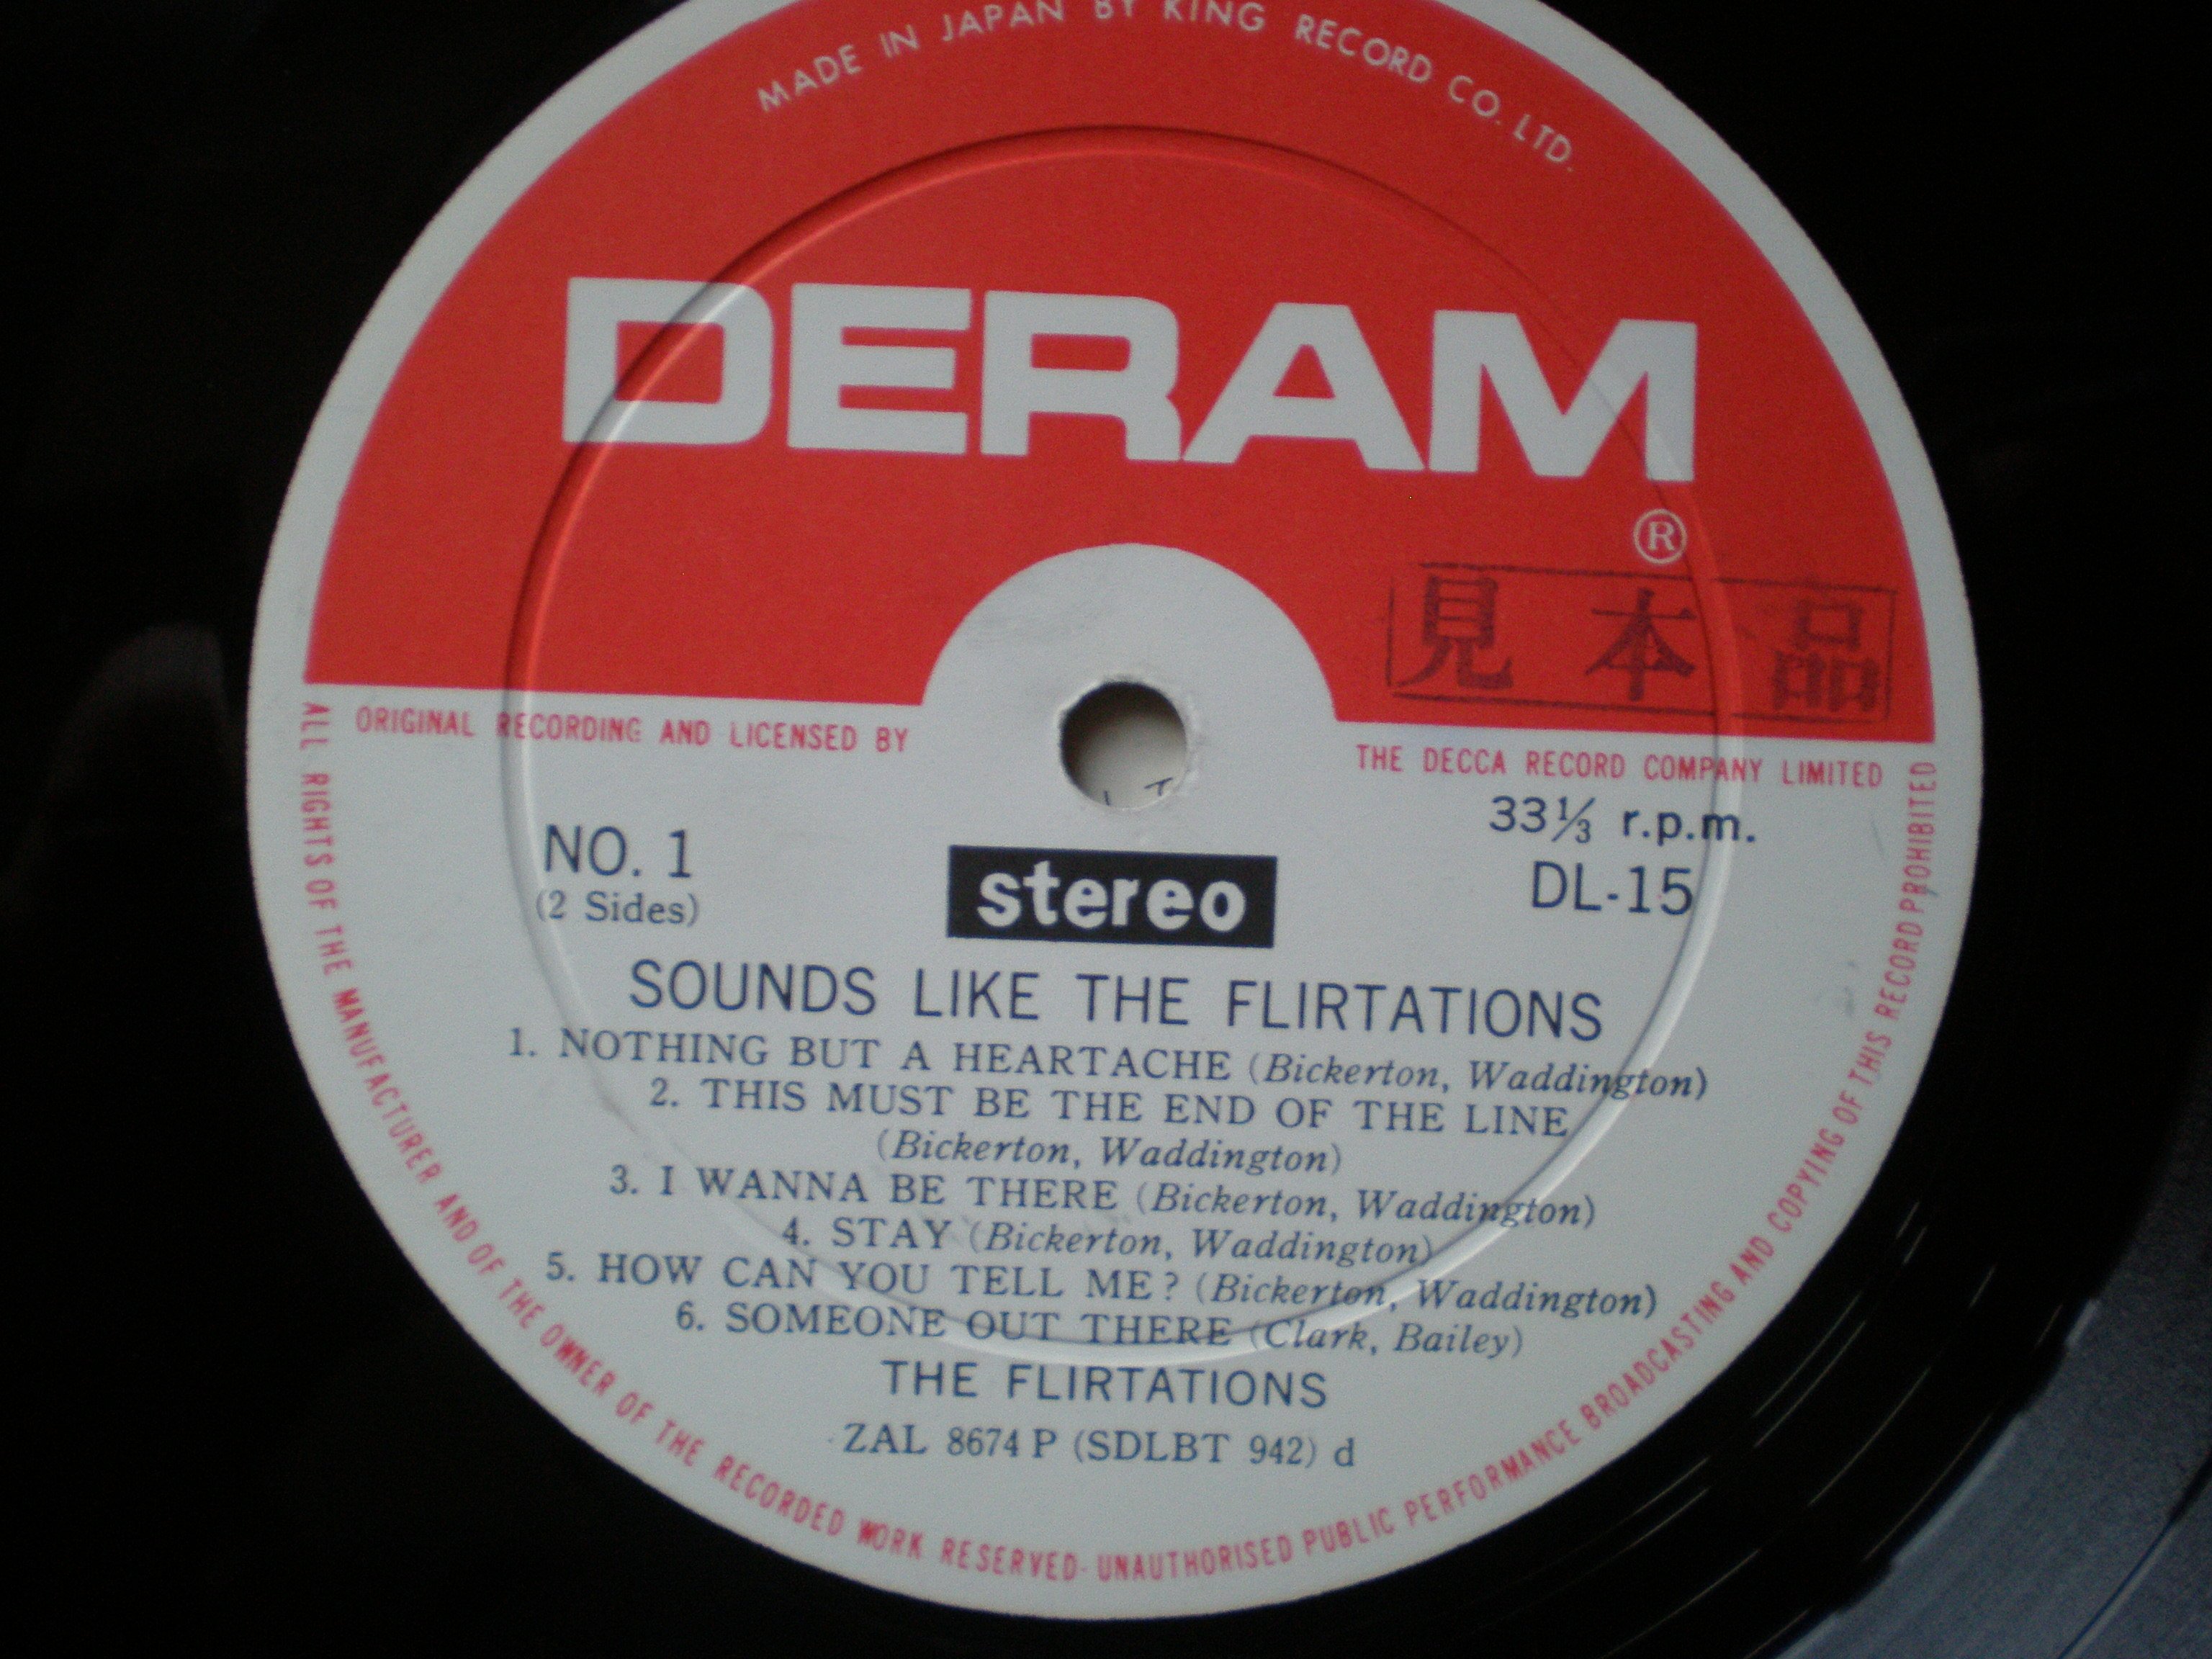 MADE IN JAPAN BY KING RECORD CO. LTD.
DERAM
®
見本品
ORIGINAL RECORDING AND LICENSED BY THE DECCA RECORD COMPANY LIMITED
33⅓ r.p.m.
NO. 1
DL-15
(2 Sides)
stereo
SOUNDS LIKE THE FLIRTATIONS
1. NOTHING BUT A HEARTACHE (Bickerton, Waddington)
2. THIS MUST BE THE END OF THE LINE
(Bickerton, Waddington)
3. I WANNA BE THERE (Bickerton, Waddington)
4. STAY (Bickerton, Waddington)
5. HOW CAN YOU TELL ME? (Bickerton, Waddington)
6. SOMEONE OUT THERE (Clark, Bailey)
THE FLIRTATIONS
ZAL 8674 P (SDLBT 942) d
ALL RIGHTS OF THE MANUFACTURER AND OF THE OWNER OF THE RECORDED WORK RESERVED-UNAUTHORISED PUBLIC PERFORMANCE BROADCASTING AND COPYING OF THIS RECORD PROHIBITED